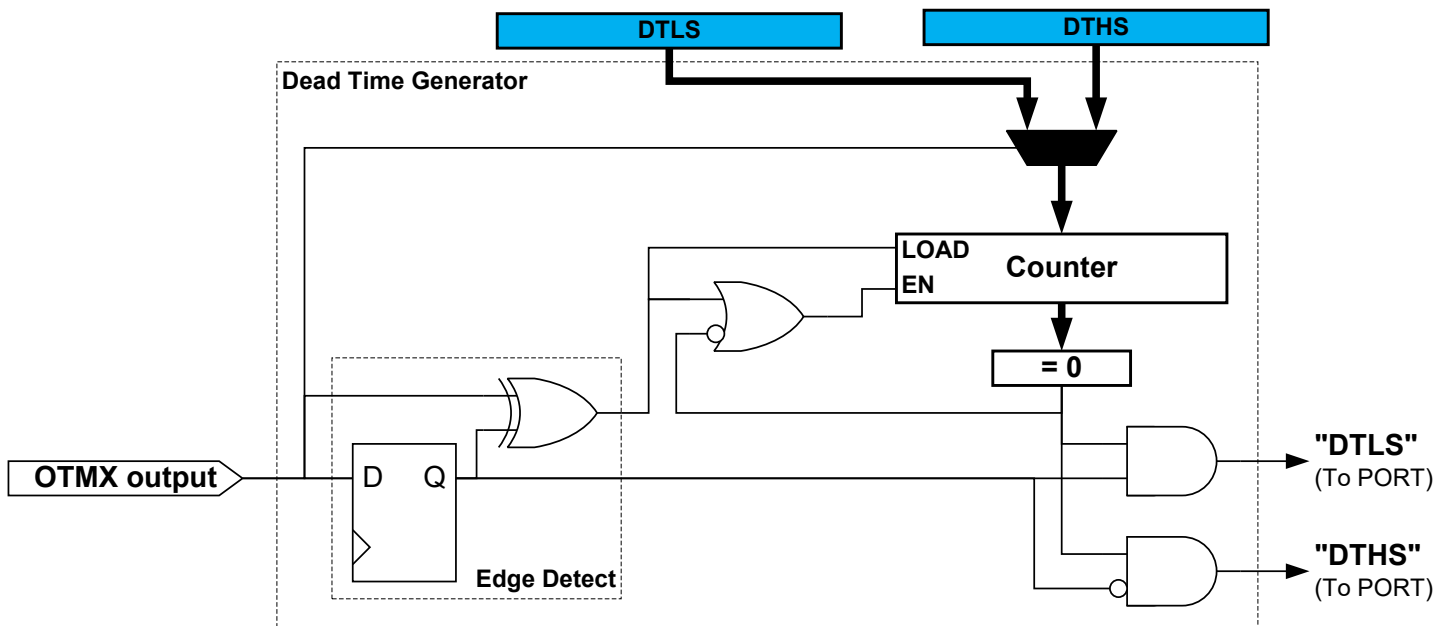 DTLS
DTHS
Dead Time Generator
LOAD
Counter
EN
= 0
OTMX output
D
Q
Edge Detect
"DTLS"
(To PORT)
"DTHS"
(To PORT)